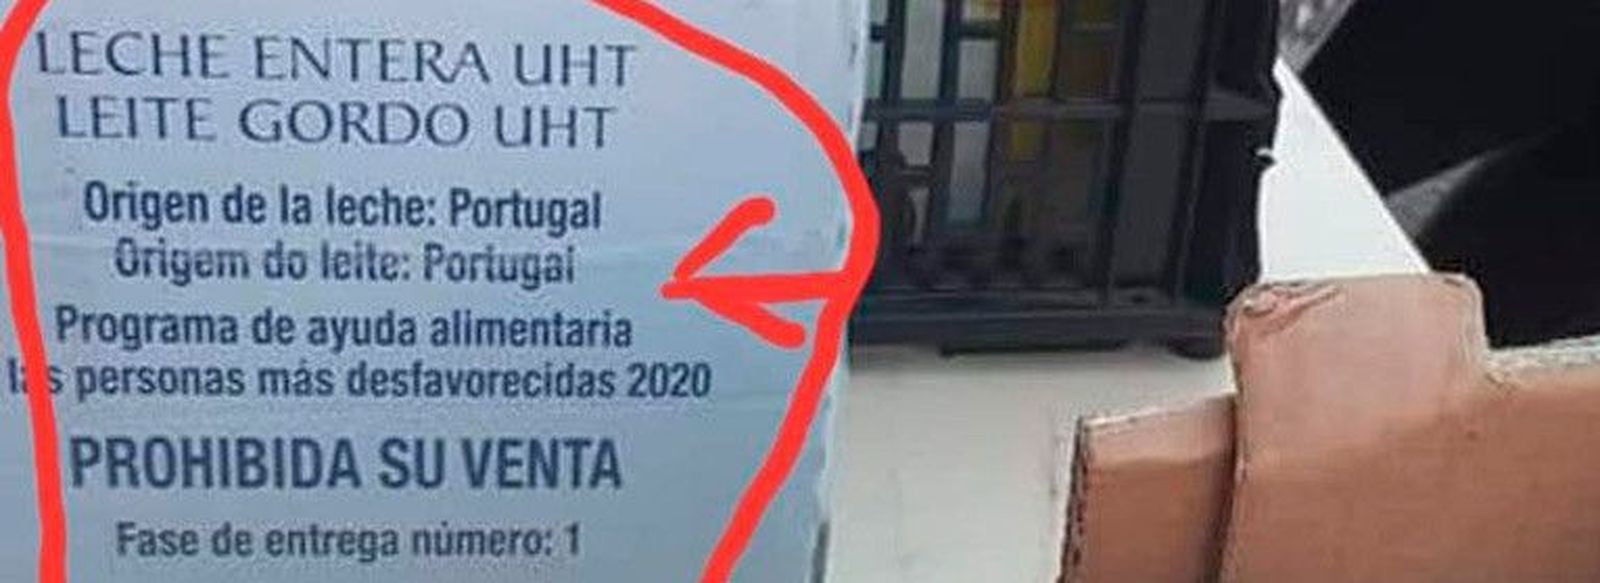 LECHE ENTERA UHT
LEITE GORDO UHT
Origen de la leche: Portugal
Origem do leite: Portugal
Programa de ayuda alimentaria
las personas más desfavorecidas 2020
PROHIBIDA SU VENTA
Fase de entrega número: 1